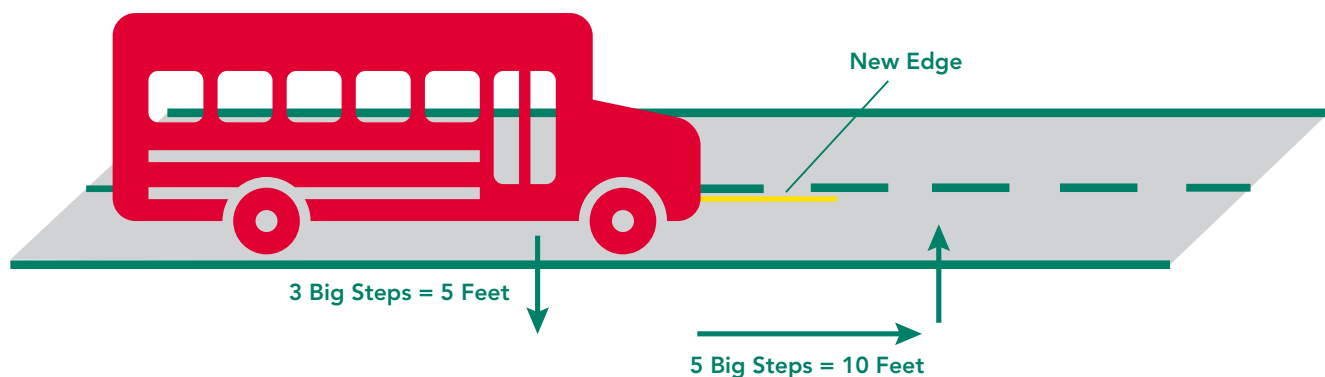 New Edge
3 Big Steps = 5 Feet
5 Big Steps = 10 Feet